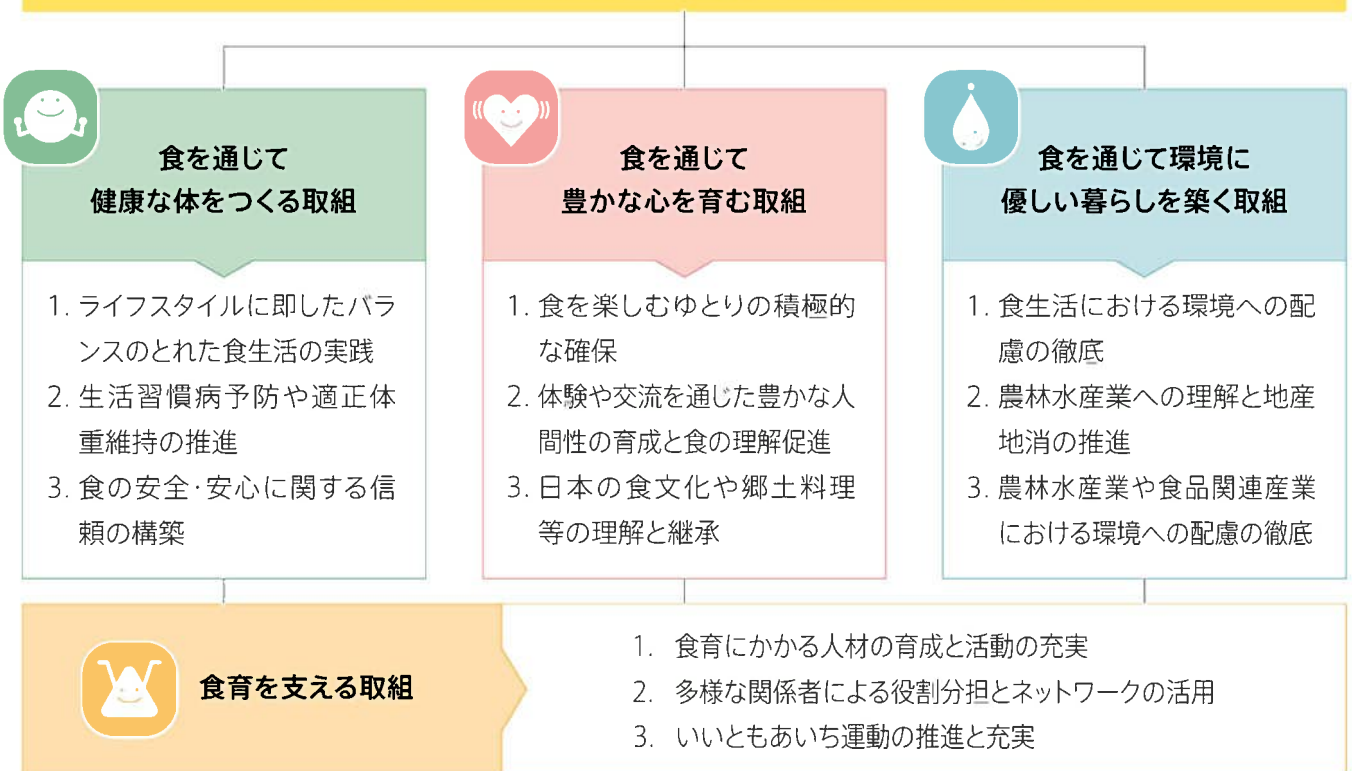 食を通じて
健康な体をつくる取組
1. ライフスタイルに即したバラ
ンスのとれた食生活の実践
2. 生活習慣病予防や適正体
重維持の推進
3. 食の安全・安心に関する信
頼の構築
食を通じて
豊かな心を育む取組
1. 食を楽しむゆとりの積極的
な確保
2. 体験や交流を通じた豊かな人
間性の育成と食の理解促進
3. 日本の食文化や郷土料理
等の理解と継承
食を通じて環境に
優しい暮らしを築く取組
1. 食生活における環境への配
慮の徹底
2. 農林水産業への理解と地産
地消の推進
3. 農林水産業や食品関連産業
における環境への配慮の徹底
食育を支える取組
1. 食育にかかる人材の育成と活動の充実
2. 多様な関係者による役割分担とネットワークの活用
3. いいともあいち運動の推進と充実